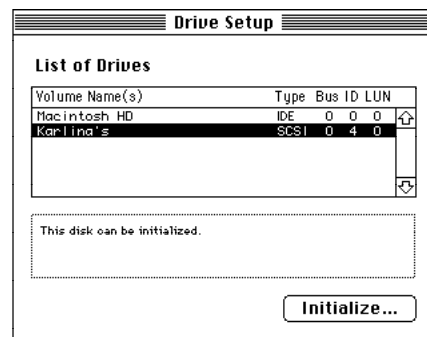 Drive Setup
List of Drives
Volume Name(s) Type Bus ID LUN
Macintosh HD IDE 0 0 0
Karlina's SCSI 0 4 0
This disk can be initialized.
Initialize...